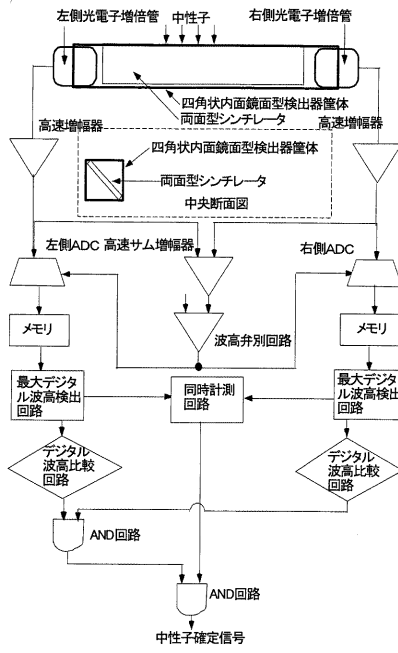 左側光電子増倍管
中性子
右側光電子増倍管
四角状内面鏡面型検出器筐体
両面型シンチレータ
高速増幅器
高速増幅器
四角状内面鏡面型検出器筐体
両面型シンチレータ
中央断面図
左側ADC
高速サム増幅器
右側ADC
波高弁別回路
メモリ
メモリ
最大デジタ
ル波高検出
回路
同時計測
回路
最大デジタ
ル波高検出
回路
デジタル
波高比較
回路
デジタル
波高比較
回路
AND回路
AND回路
中性子確定信号